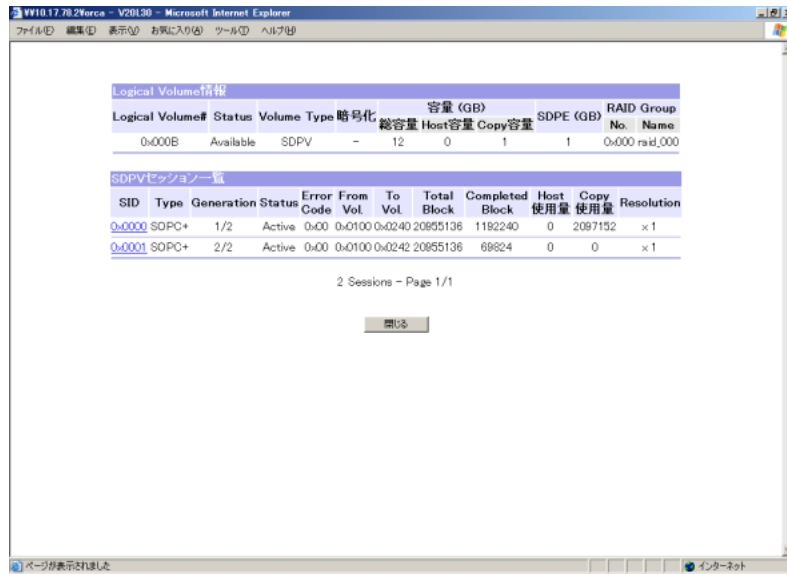 ¥¥10.17.78.2¥orca - V20L30 - Microsoft Internet Explorer
ファイル(F) 編集(E) 表示(V) お気に入り(A) ツール(T) ヘルプ(H)
Logical Volume情報
Logical Volume# Status Volume Type 暗号化 容量 (GB) SDPE (GB) RAID Group
総容量 Host容量 Copy容量 No. Name
0x000B Available SDPV - 12 0 1 1 0x000 raid_000
SDPVセッション一覧
SID Type Generation Status Error Code From Vol. To Vol. Total Block Completed Block Host 使用量 Copy 使用量 Resolution
0x0000 SOPC+ 1/2 Active 0x00 0x0100 0x0240 20955136 1192240 0 2097152 ×1
0x0001 SOPC+ 2/2 Active 0x00 0x0100 0x0242 20955136 69824 0 0 ×1
2 Sessions - Page 1/1
閉じる
ページが表示されました インターネット